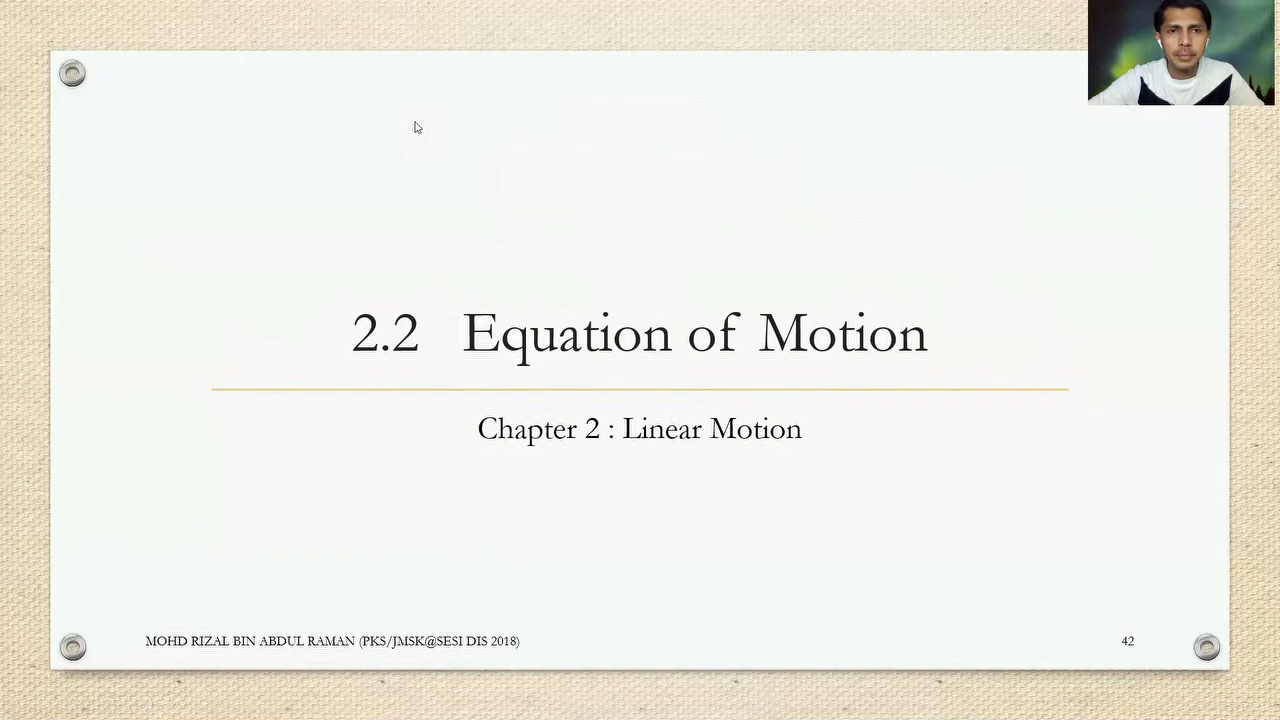 2.2 Equation of Motion
Chapter 2 : Linear Motion
MOHD RIZAL BIN ABDUL RAMAN (PKS/JMSK@SESI DIS 2018)
42